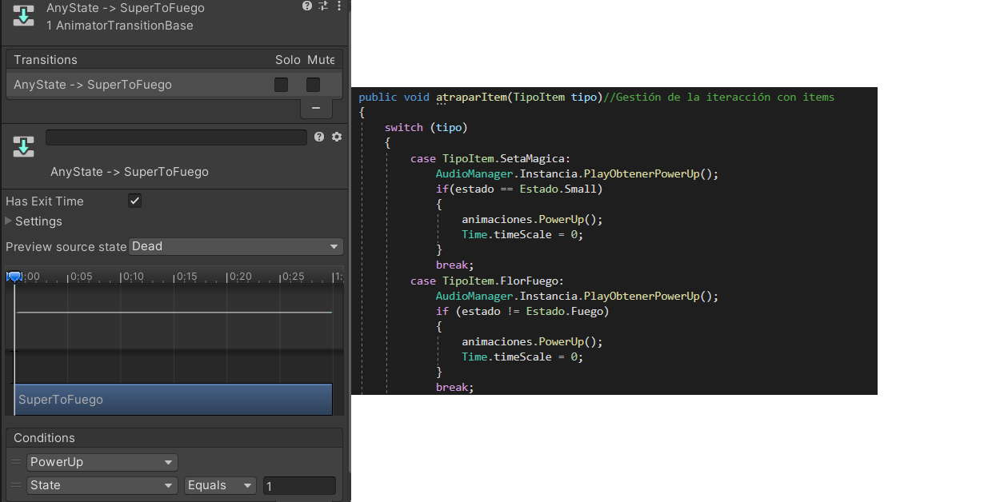 AnyState -> SuperToFuego
1 AnimatorTransitionBase
Transitions Solo Mute
AnyState -> SuperToFuego
AnyState -> SuperToFuego
Has Exit Time
Settings
Preview source state Dead
:00 0:05 0:10 0:15 0:20 0:25 1:
SuperToFuego
Conditions
PowerUp
State Equals 1
public void atraparItem(TipoItem tipo)//Gestión de la iteracción con items
{
switch (tipo)
{
case TipoItem.SetaMagica:
AudioManager.Instancia.PlayObtenerPowerUp();
if(estado == Estado.Small)
{
animaciones.PowerUp();
Time.timeScale = 0;
}
break;
case TipoItem.FlorFuego:
AudioManager.Instancia.PlayObtenerPowerUp();
if (estado != Estado.Fuego)
{
animaciones.PowerUp();
Time.timeScale = 0;
}
break;